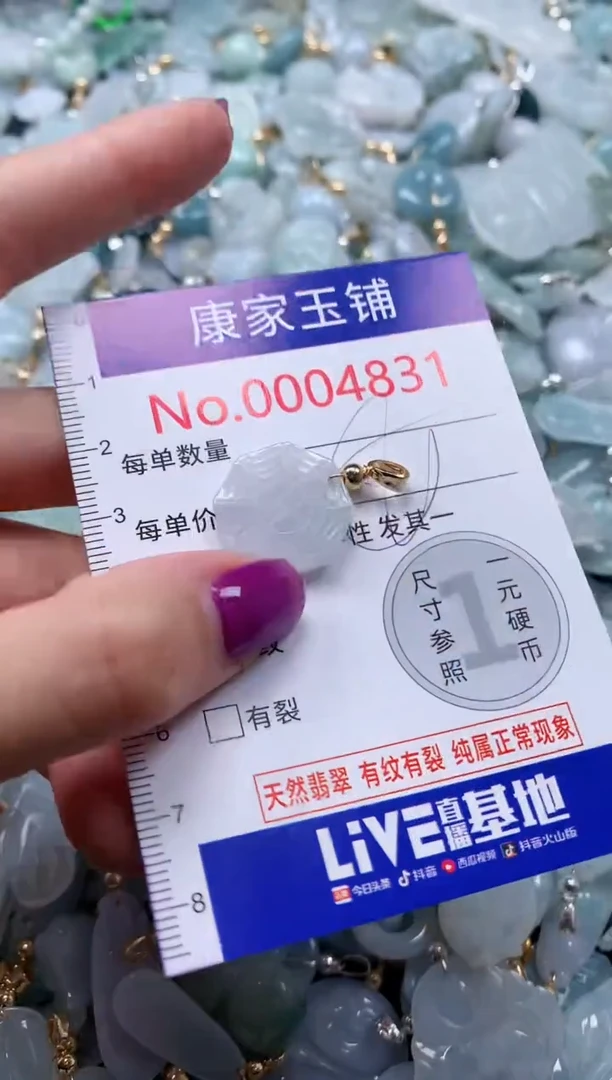 康家玉铺
No.0004831
0
1
2
每单数量
3
每单价
性发其一
一元硬币
1
尺寸参照
6
有裂
天然翡翠 有纹有裂 纯属正常现象
7
LiVE直播基地
8
今日头条 抖音 西瓜视频 抖音火山版